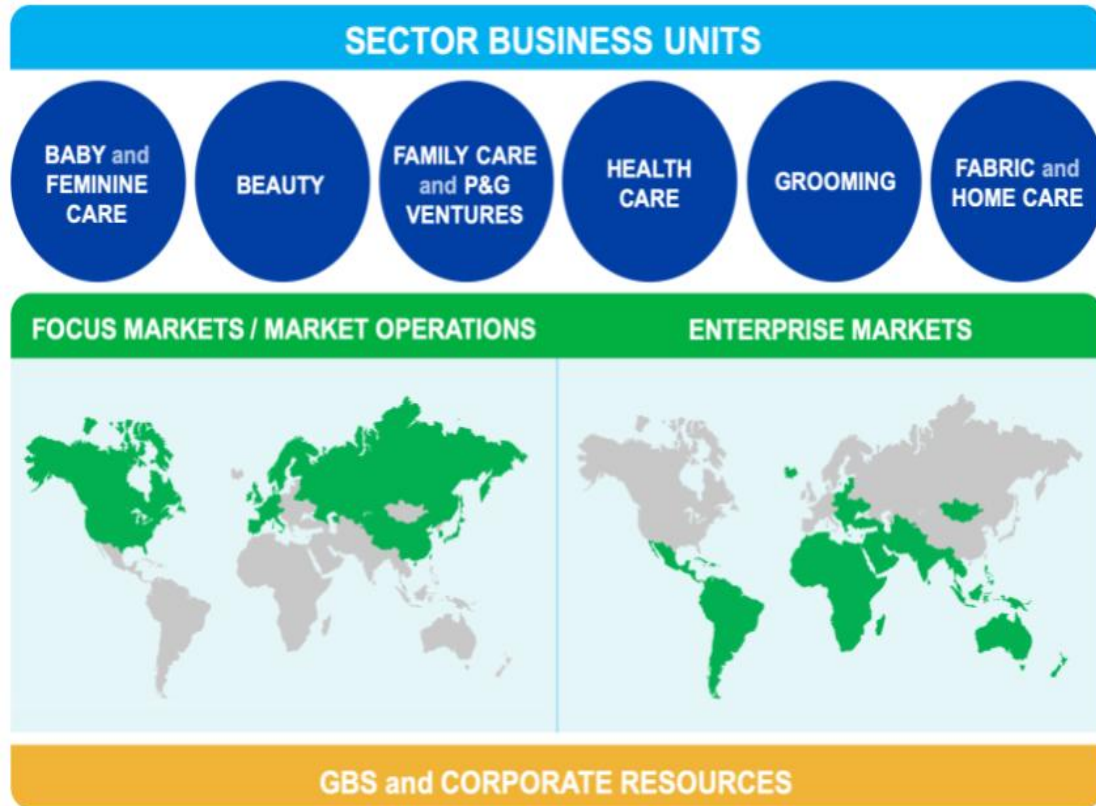 SECTOR BUSINESS UNITS
BABY and
FEMININE
CARE
BEAUTY
FAMILY CARE
and P&G
VENTURES
HEALTH
CARE
GROOMING
FABRIC and
HOME CARE
FOCUS MARKETS / MARKET OPERATIONS
ENTERPRISE MARKETS
GBS and CORPORATE RESOURCES